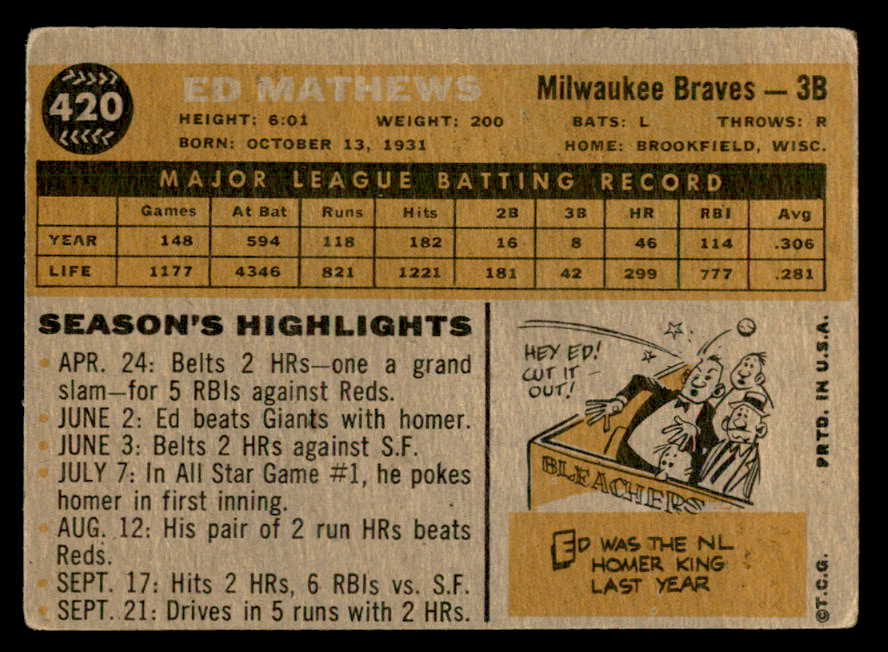 420
ED MATHEWS
Milwaukee Braves — 3B
HEIGHT: 6:01 WEIGHT: 200 BATS: L THROWS: R
BORN: OCTOBER 13, 1931 HOME: BROOKFIELD, WISC.
MAJOR LEAGUE BATTING RECORD
Games At Bat Runs Hits 2B 3B HR RBI Avg
YEAR 148 594 118 182 16 8 46 114 .306
LIFE 1177 4346 821 1221 181 42 299 777 .281
SEASON'S HIGHLIGHTS
APR. 24: Belts 2 HRs—one a grand
slam—for 5 RBIs against Reds.
JUNE 2: Ed beats Giants with homer.
JUNE 3: Belts 2 HRs against S.F.
JULY 7: In All Star Game #1, he pokes
homer in first inning.
AUG. 12: His pair of 2 run HRs beats
Reds.
SEPT. 17: Hits 2 HRs, 6 RBIs vs. S.F.
SEPT. 21: Drives in 5 runs with 2 HRs.
HEY ED!
CUT IT
OUT!
BLEACHERS
ED WAS THE NL
HOMER KING
LAST YEAR
PRTD. IN U.S.A.
©T.C.G.